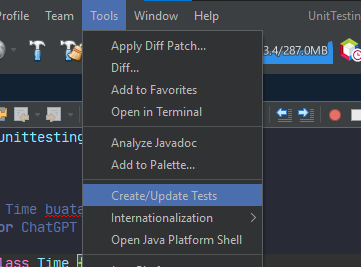 Profile Team Tools Window Help UnitTesting
3.4/287.0MB
Apply Diff Patch...
Diff...
Add to Favorites
Open in Terminal
Analyze Javadoc
Add to Palette...
Create/Update Tests
Internationalization
Open Java Platform Shell
unittesting
Time buata
or ChatGPT
lass Time {